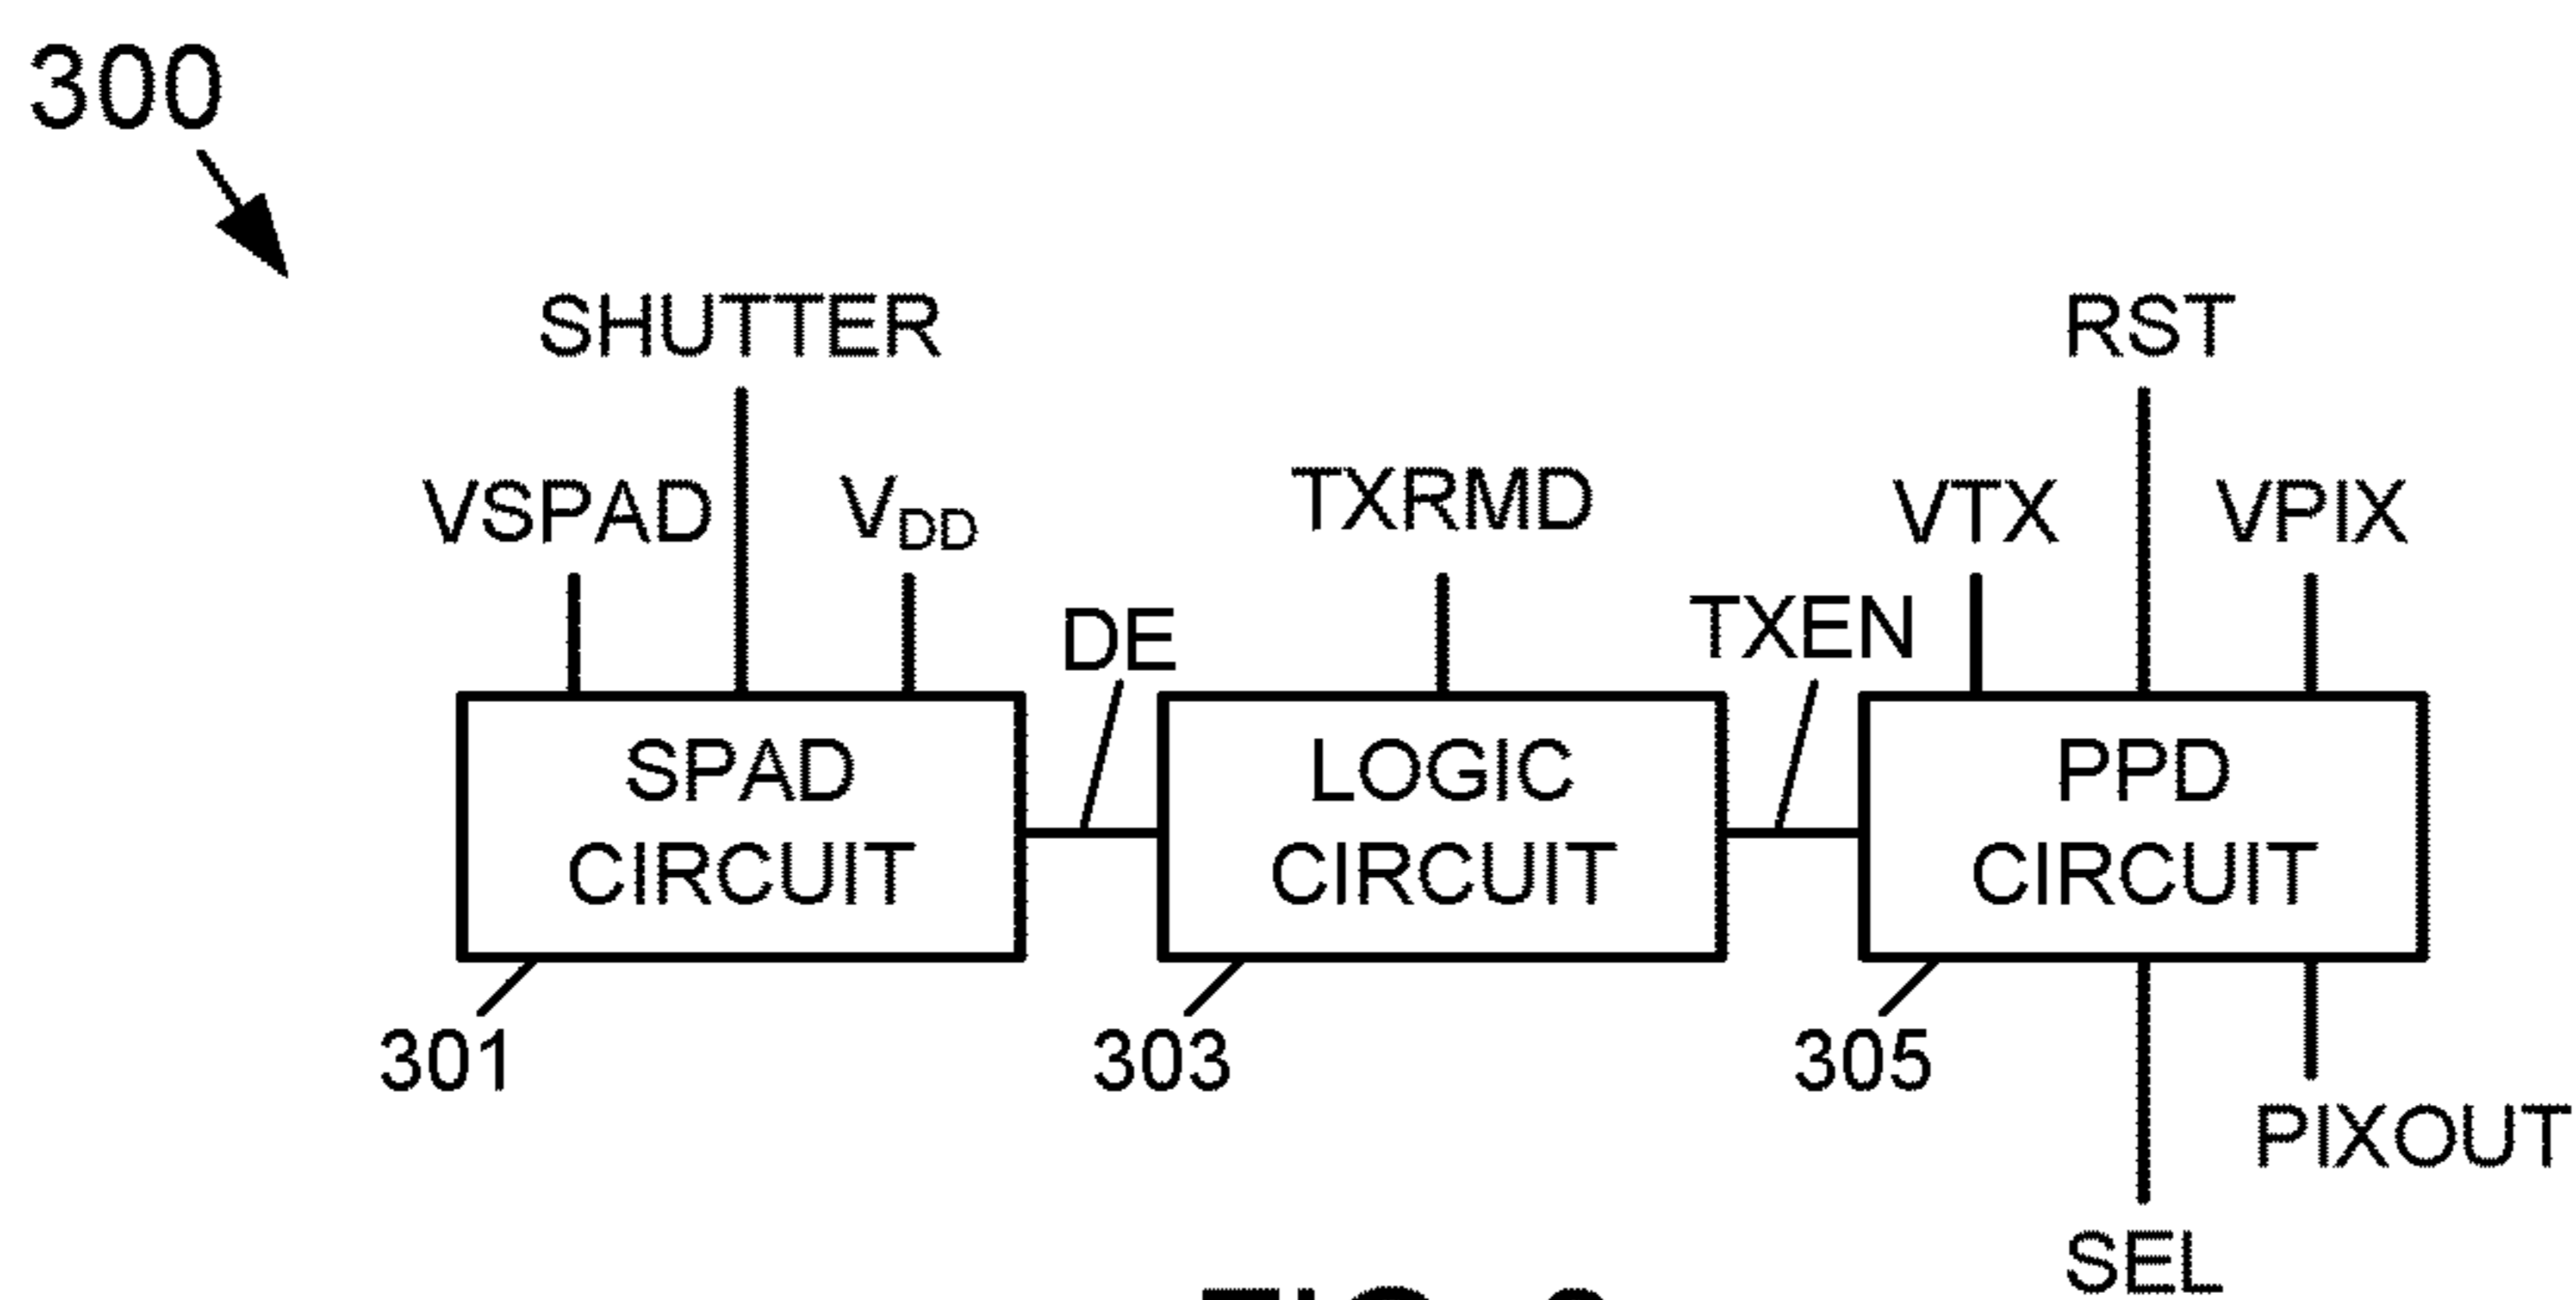 300
SHUTTER
RST
VSPAD
VDD
TXRMD
VTX
VPIX
DE
TXEN
SPAD
CIRCUIT
LOGIC
CIRCUIT
PPD
CIRCUIT
301
303
305
PIXOUT
SEL